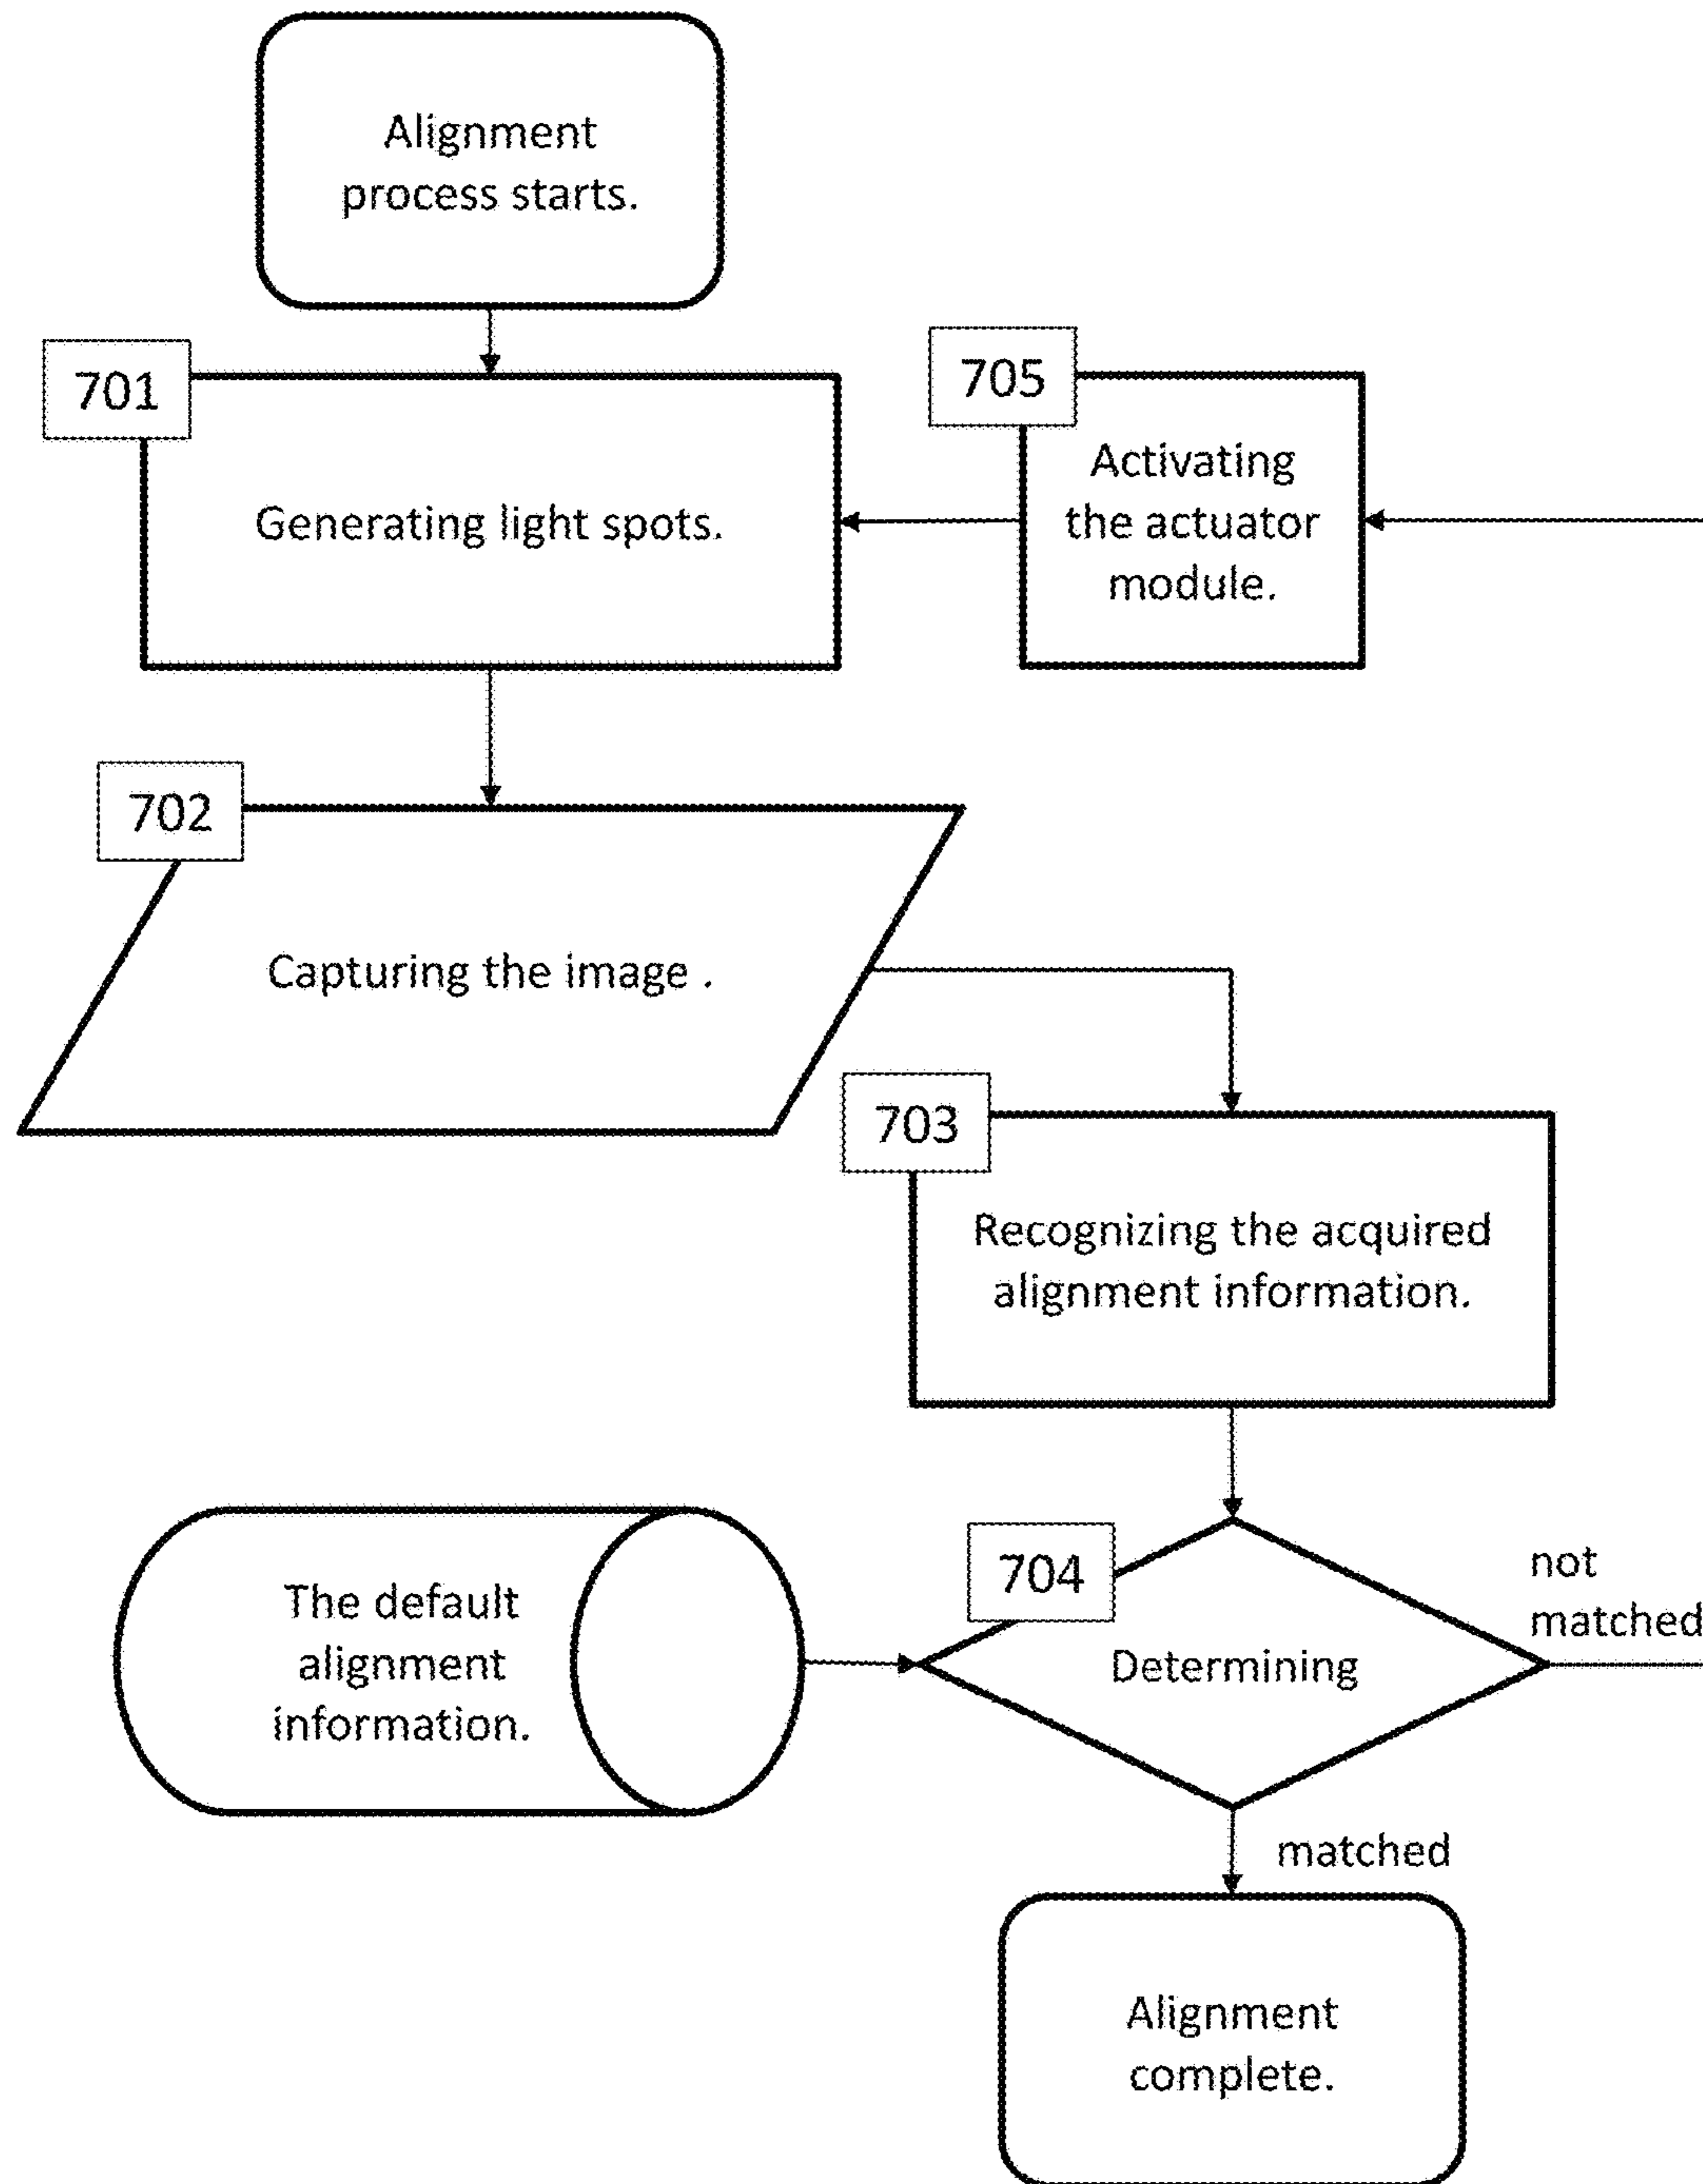 Alignment
process starts.
701
Generating light spots.
705
Activating
the actuator
module.
702
Capturing the image .
703
Recognizing the acquired
alignment information.
The default
alignment
information.
704
Determining
not
matched
matched
Alignment
complete.